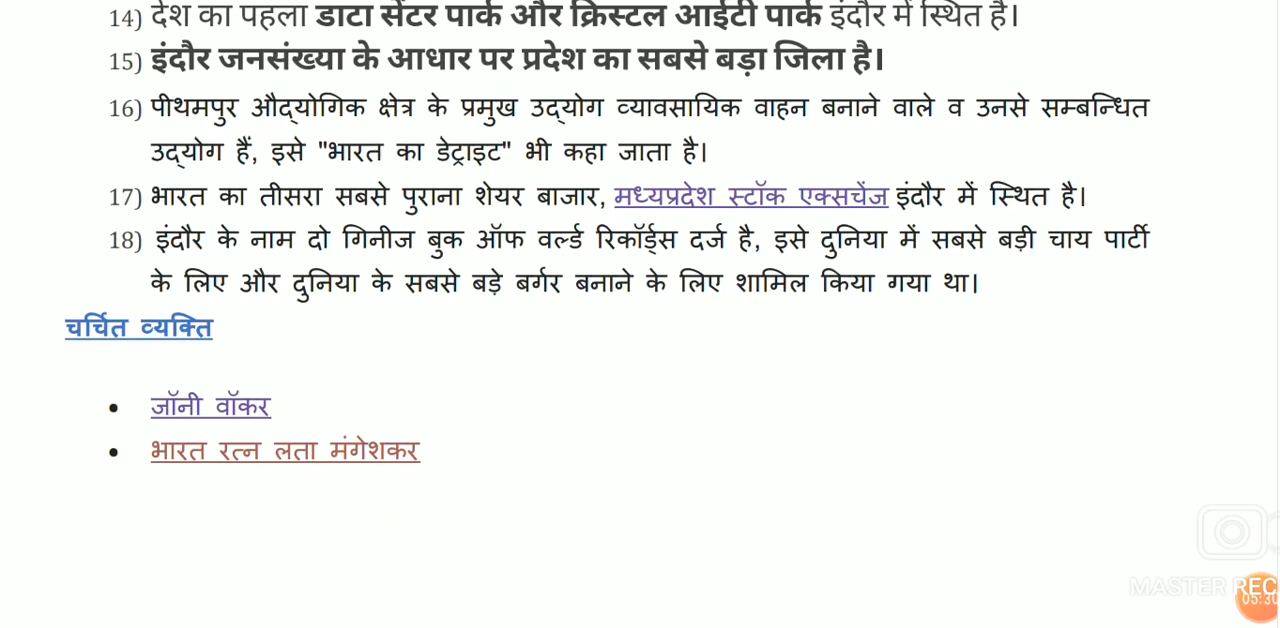 14) देश का पहला डाटा सेंटर पार्क और क्रिस्टल आईटी पार्क इंदौर में स्थित है।
15) इंदौर जनसंख्या के आधार पर प्रदेश का सबसे बड़ा जिला है।
16) पीथमपुर औद्योगिक क्षेत्र के प्रमुख उद्योग व्यावसायिक वाहन बनाने वाले व उनसे सम्बन्धित
उद्योग हैं, इसे "भारत का डेट्राइट" भी कहा जाता है।
17) भारत का तीसरा सबसे पुराना शेयर बाजार, मध्यप्रदेश स्टॉक एक्सचेंज इंदौर में स्थित है।
18) इंदौर के नाम दो गिनीज बुक ऑफ वर्ल्ड रिकॉर्ड्स दर्ज है, इसे दुनिया में सबसे बड़ी चाय पार्टी
के लिए और दुनिया के सबसे बड़े बर्गर बनाने के लिए शामिल किया गया था।
चर्चित व्यक्ति
• जॉनी वॉकर
• भारत रत्न लता मंगेशकर
MASTER REC
05:30